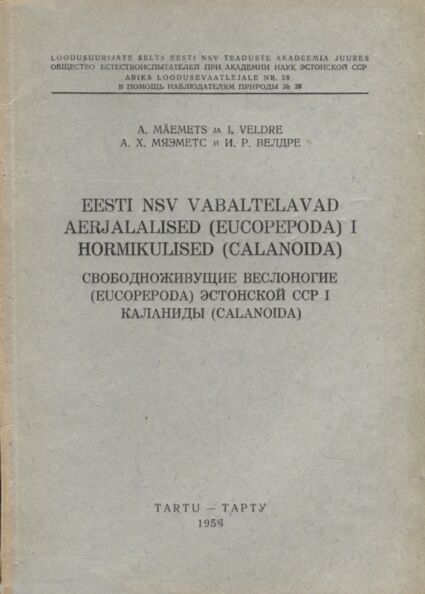 LOODUSUURIJATE SELTS EESTI NSV TEADUSTE AKADEEMIA JUURES
ОБЩЕСТВО ЕСТЕСТВОИСПЫТАТЕЛЕЙ ПРИ АКАДЕМИИ НАУК ЭСТОНСКОЙ ССР
ABIKS LOODUSEVAATLEJALE NR. 28
В ПОМОЩЬ НАБЛЮДАТЕЛЯМ ПРИРОДЫ № 28
A. MÄEMETS JA I. VELDRE
А. Х. МЯЭМЕТС И И. Р. ВЕЛДРЕ
EESTI NSV VABALTELAVAD
AERJALALISED (EUCOPEPODA) I
HORMIKULISED (CALANOIDA)
СВОБОДНОЖИВУЩИЕ ВЕСЛОНОГИЕ
(EUCOPEPODA) ЭСТОНСКОЙ ССР I
КАЛАНИДЫ (CALANOIDA)
TARTU — ТАРТУ
1956